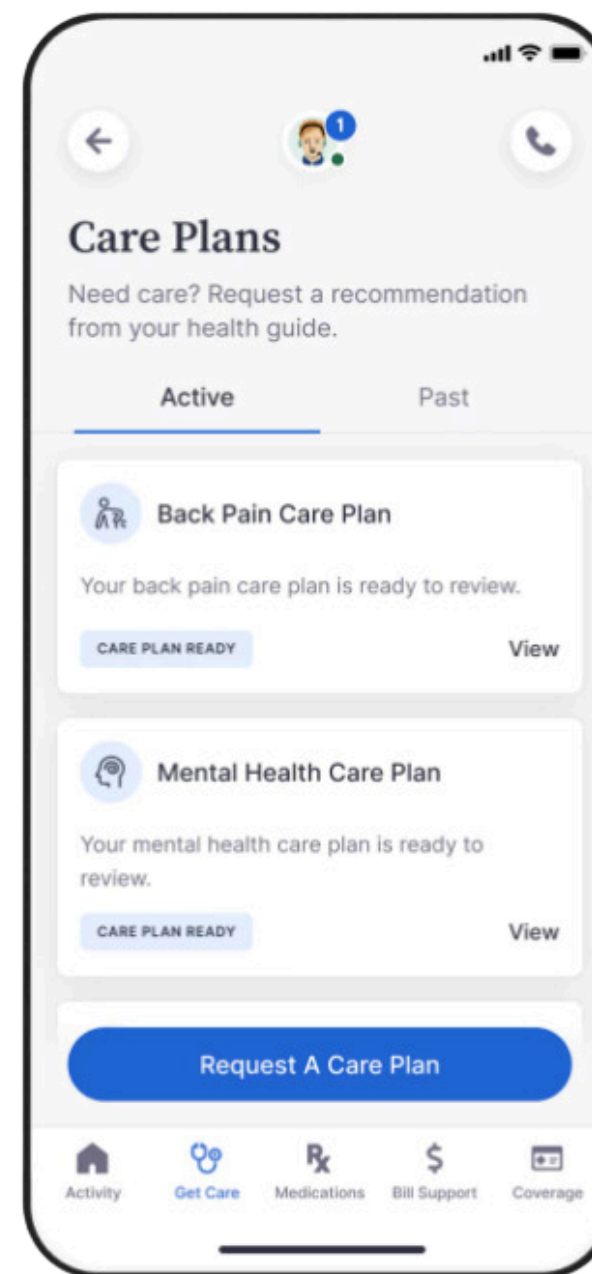 1
Care Plans
Need care? Request a recommendation
from your health guide.
Active Past
Back Pain Care Plan
Your back pain care plan is ready to review.
CARE PLAN READY View
Mental Health Care Plan
Your mental health care plan is ready to
review.
CARE PLAN READY View
Request A Care Plan
Activity Get Care Medications Bill Support Coverage